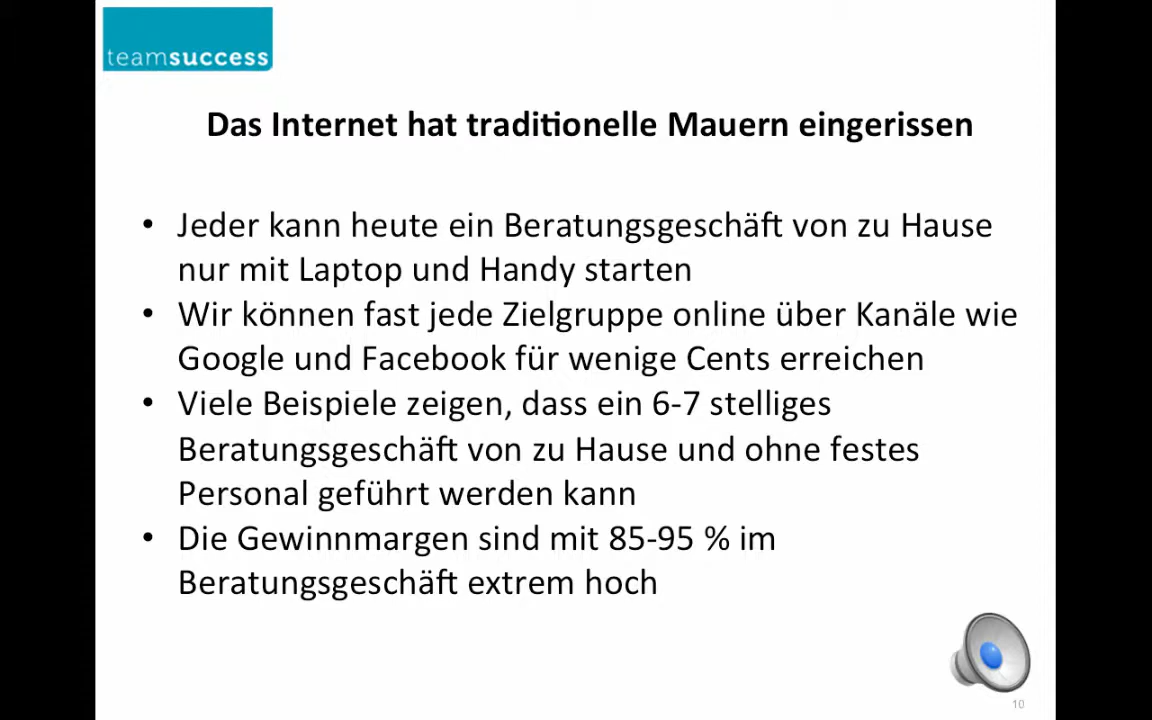 teamsuccess
Das Internet hat traditionelle Mauern eingerissen
• Jeder kann heute ein Beratungsgeschäft von zu Hause
nur mit Laptop und Handy starten
• Wir können fast jede Zielgruppe online über Kanäle wie
Google und Facebook für wenige Cents erreichen
• Viele Beispiele zeigen, dass ein 6-7 stelliges
Beratungsgeschäft von zu Hause und ohne festes
Personal geführt werden kann
• Die Gewinnmargen sind mit 85-95 % im
Beratungsgeschäft extrem hoch
10